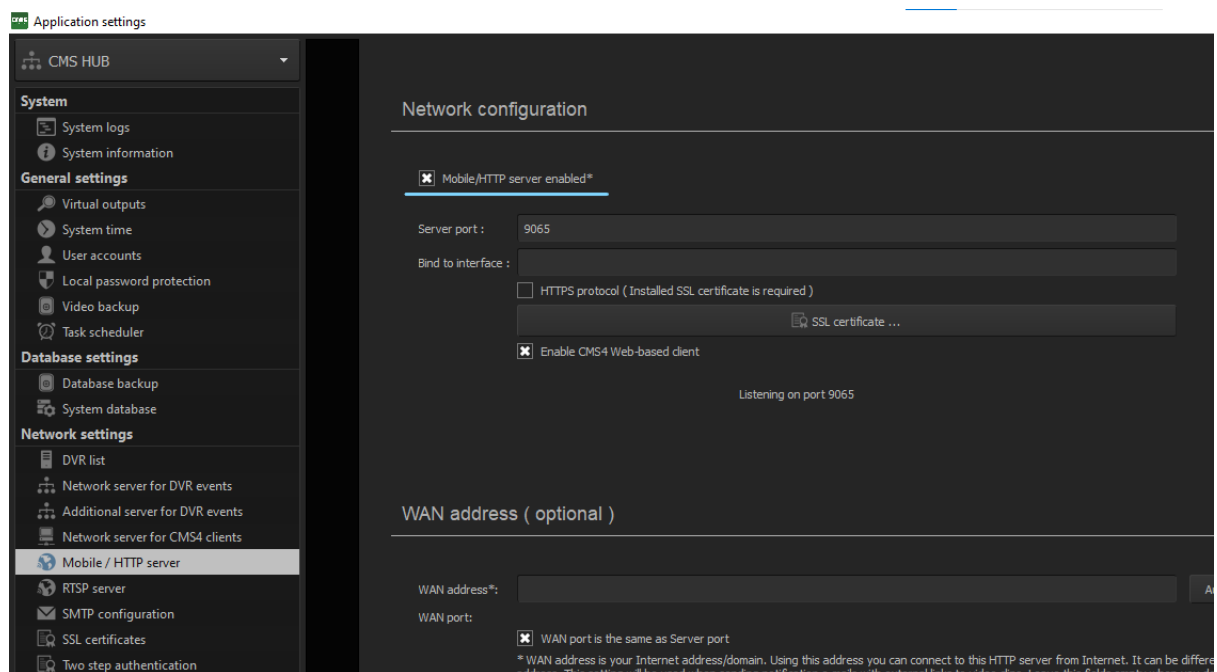 Application settings
CMS HUB
System
System logs
System information
General settings
Virtual outputs
System time
User accounts
Local password protection
Video backup
Task scheduler
Database settings
Database backup
System database
Network settings
DVR list
Network server for DVR events
Additional server for DVR events
Network server for CMS4 clients
Mobile / HTTP server
RTSP server
SMTP configuration
SSL certificates
Two step authentication
Network configuration
Mobile/HTTP server enabled*
Server port : 9065
Bind to interface :
HTTPS protocol ( Installed SSL certificate is required )
SSL certificate ...
Enable CMS4 Web-based client
Listening on port 9065
WAN address ( optional )
WAN address*:
WAN port:
WAN port is the same as Server port
* WAN address is your Internet address/domain. Using this address you can connect to this HTTP server from Internet. It can be